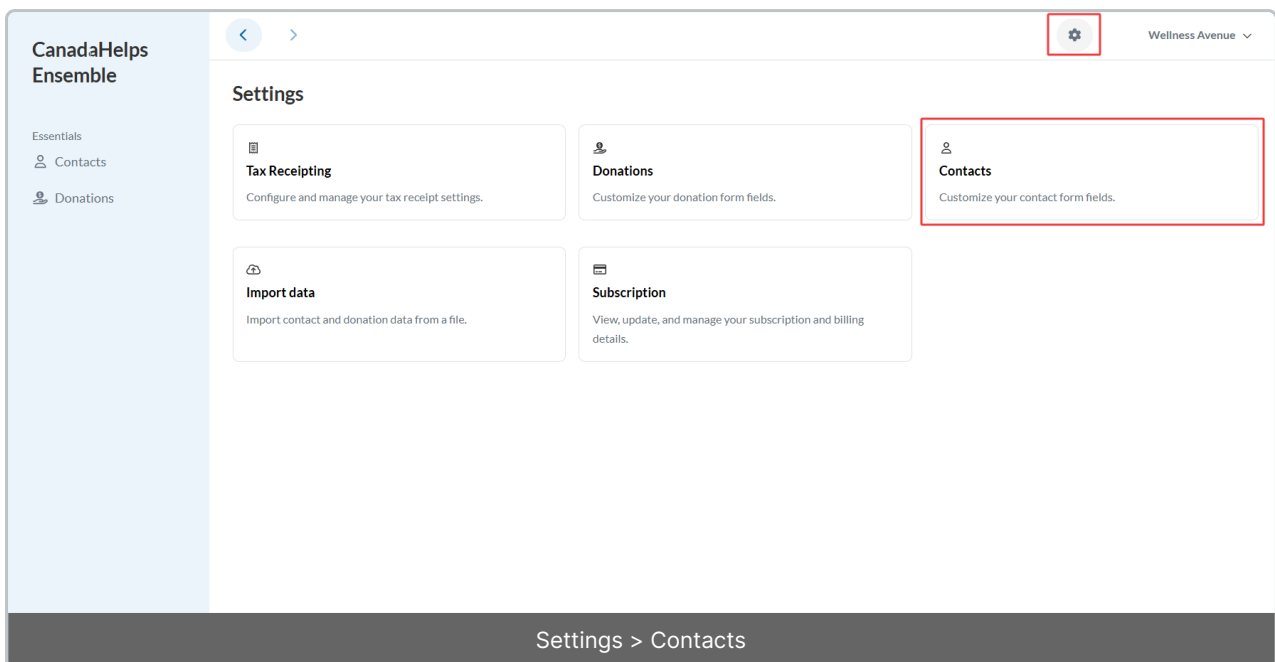 CanadaHelps
Ensemble
Wellness Avenue
Essentials
Contacts
Donations
Settings
Tax Receipting
Configure and manage your tax receipt settings.
Donations
Customize your donation form fields.
Contacts
Customize your contact form fields.
Import data
Import contact and donation data from a file.
Subscription
View, update, and manage your subscription and billing
details.
Settings > Contacts